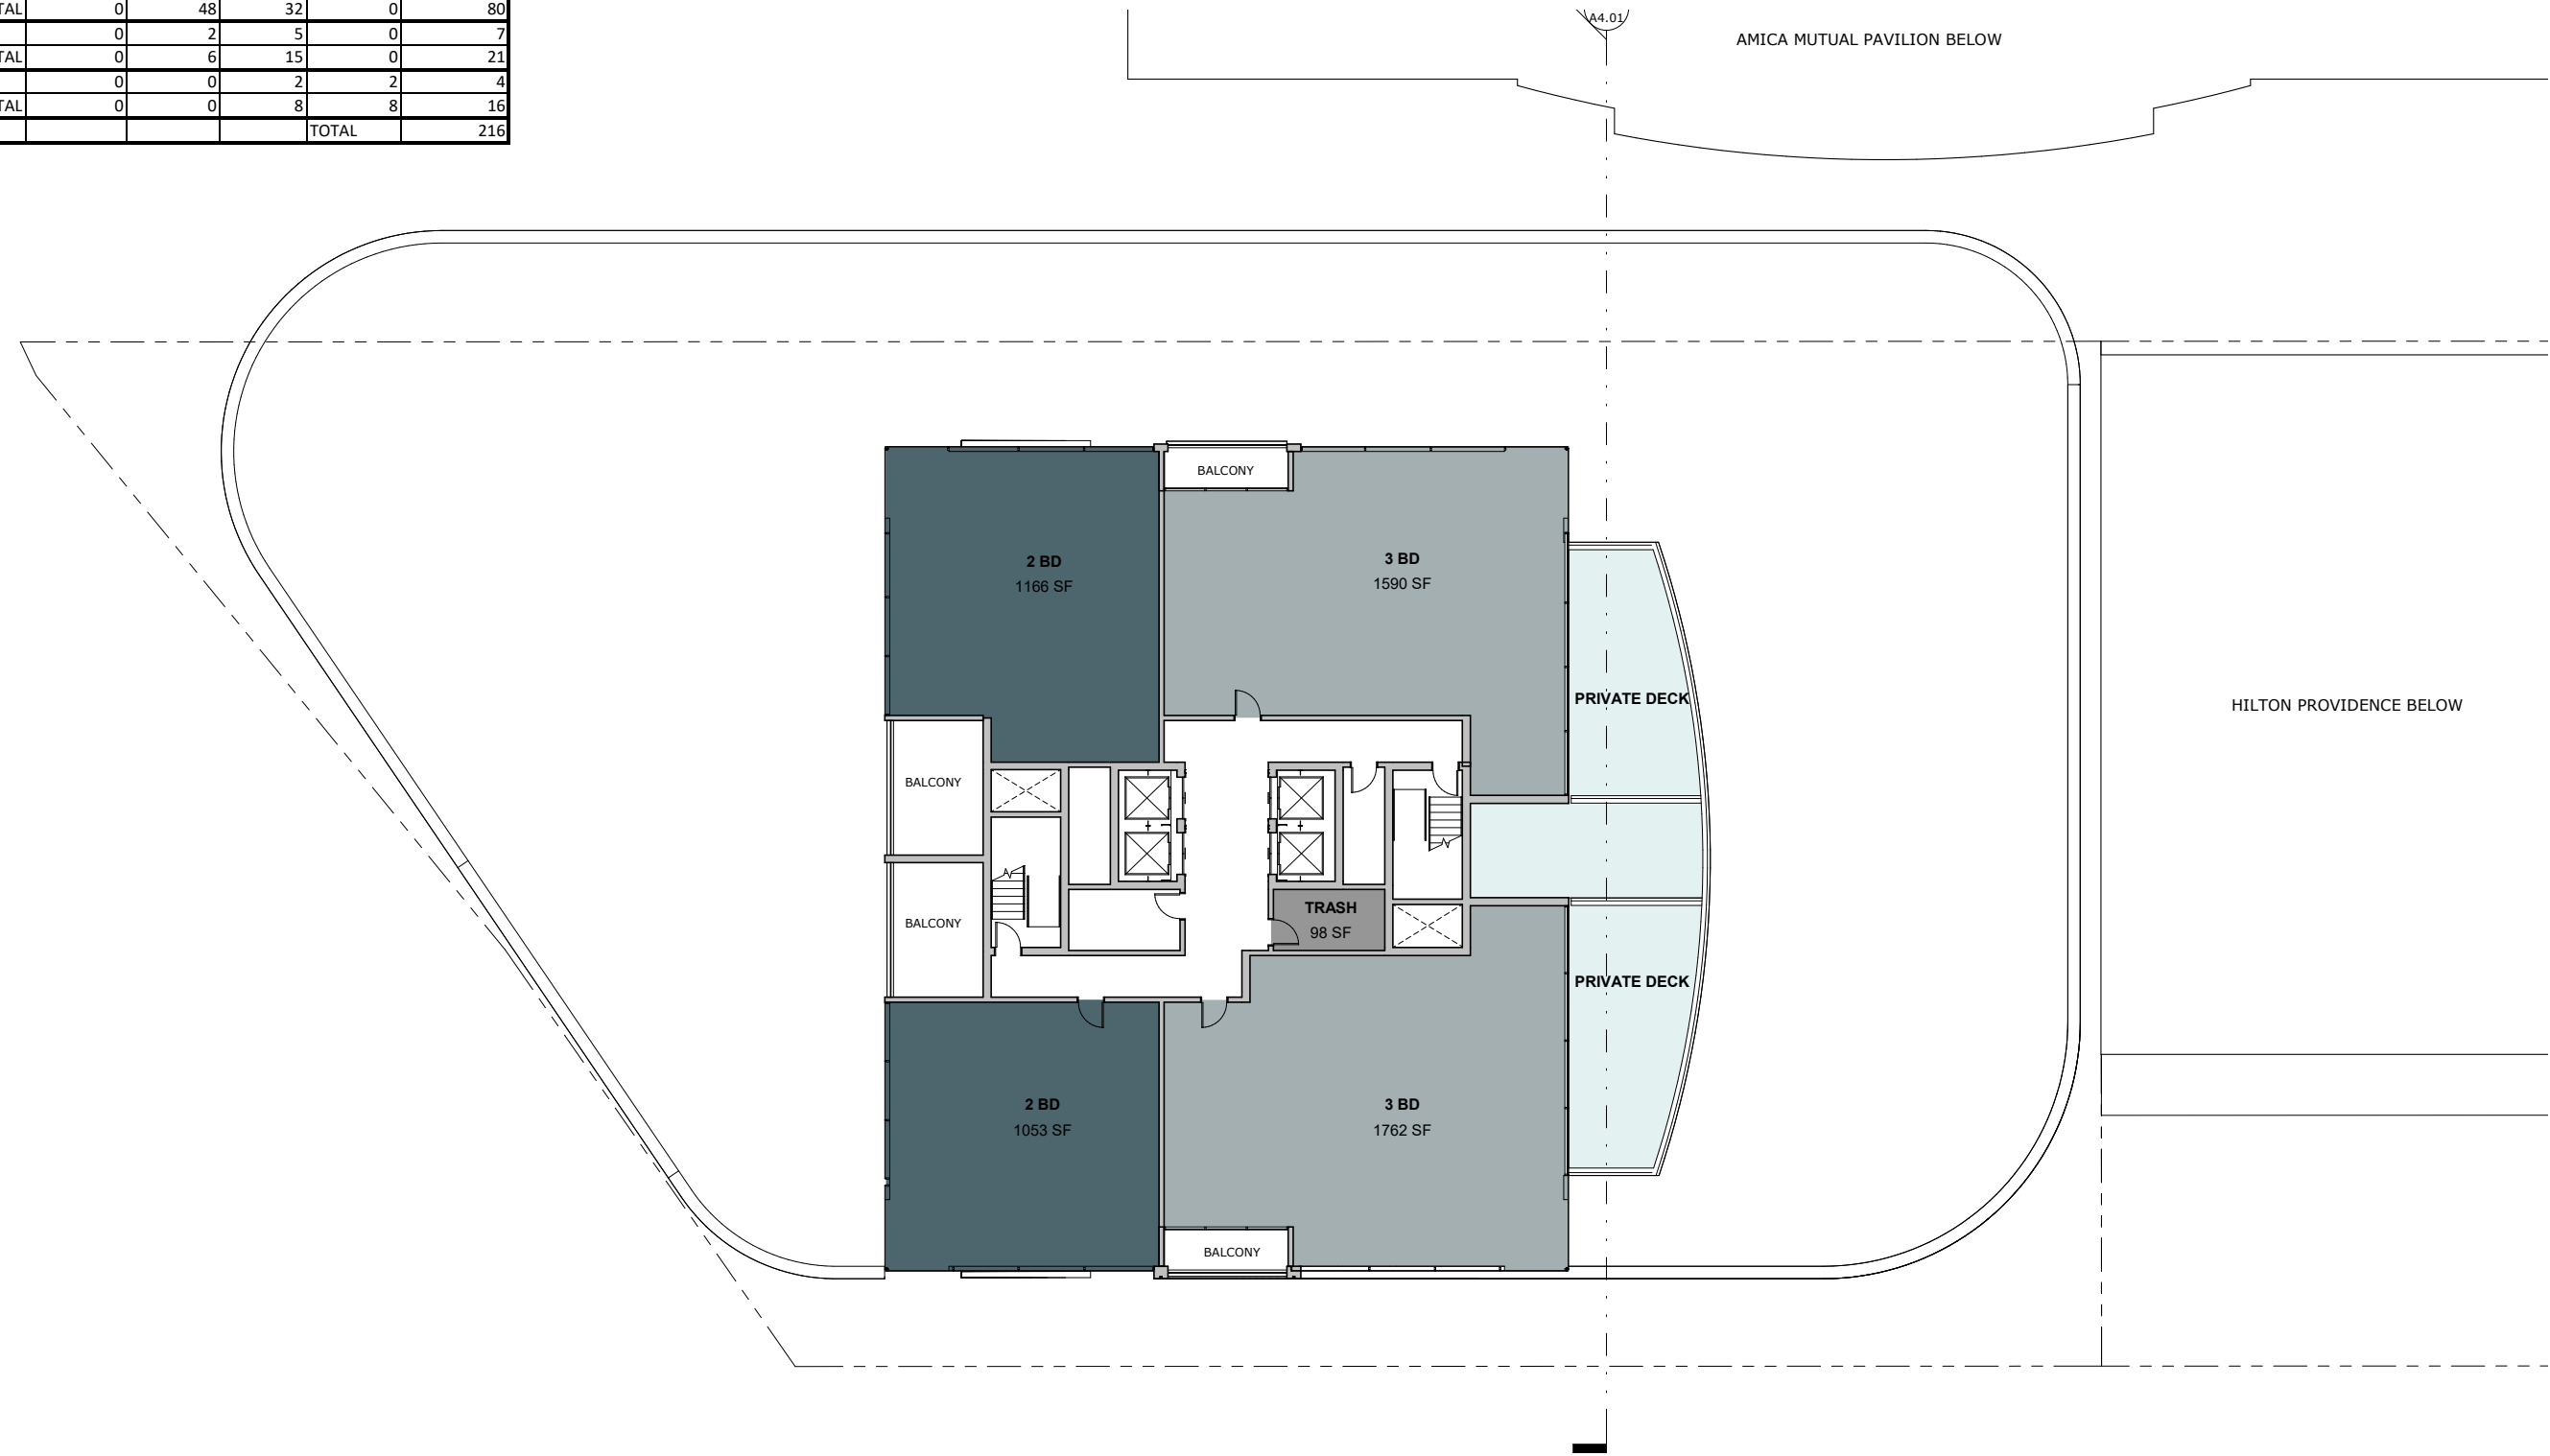 TAL 0 48 32 0 80
0 2 5 0 7
TAL 0 6 15 0 21
0 0 2 2 4
TAL 0 0 8 8 16
TOTAL 216
A4.01
AMICA MUTUAL PAVILION BELOW
BALCONY
2 BD
1166 SF
3 BD
1590 SF
PRIVATE DECK
HILTON PROVIDENCE BELOW
BALCONY
BALCONY
TRASH
98 SF
PRIVATE DECK
2 BD
1053 SF
3 BD
1762 SF
BALCONY